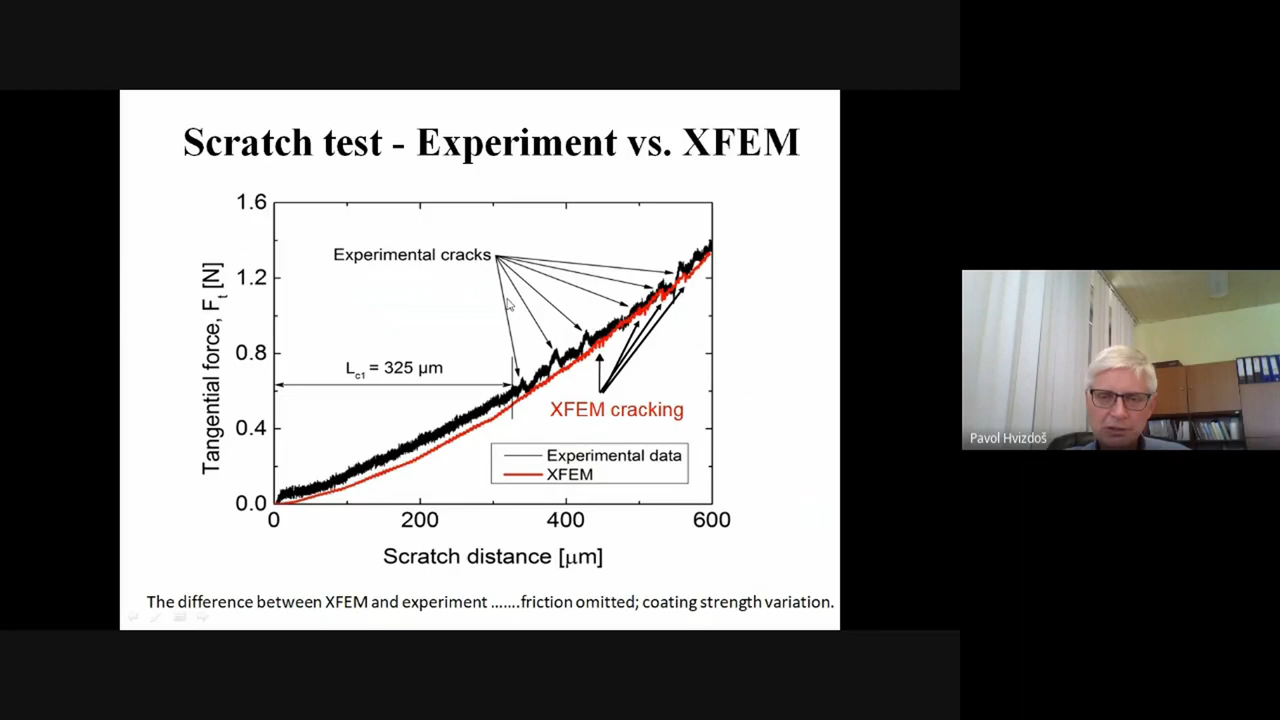 Scratch test - Experiment vs. XFEM
1.6
1.2
0.8
0.4
0.0
Tangential force, Ft [N]
Experimental cracks
Lc1 = 325 µm
XFEM cracking
Experimental data
XFEM
0
200
400
600
Scratch distance [µm]
The difference between XFEM and experiment .......friction omitted; coating strength variation.
Pavol Hvizdoš